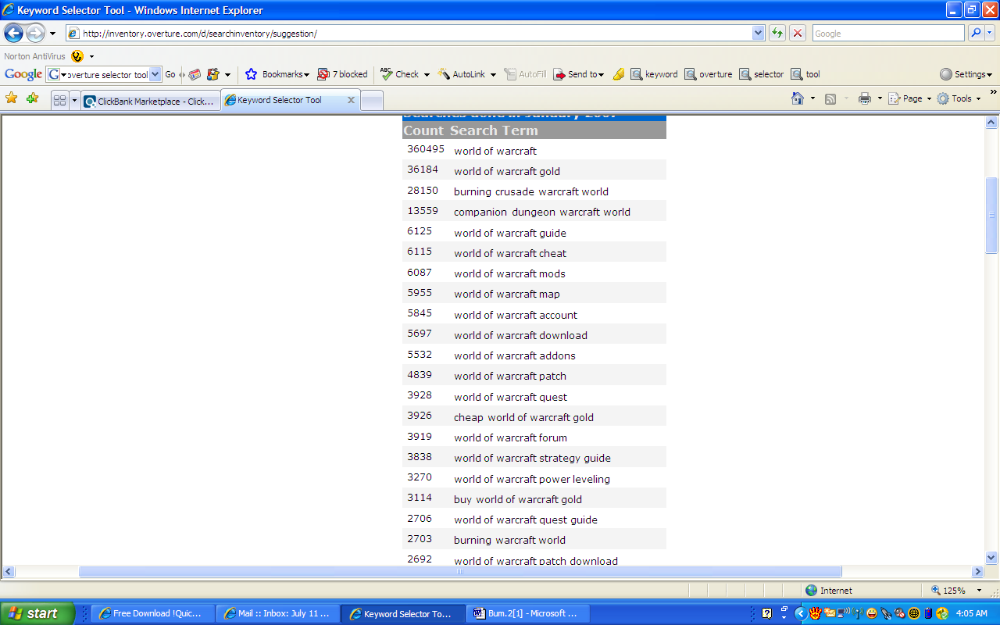 Keyword Selector Tool - Windows Internet Explorer
http://inventory.overture.com/d/searchinventory/suggestion/
Google
Norton AntiVirus
Google G overture selector tool Go Bookmarks 7 blocked ABC Check AutoLink AutoFill Send to keyword overture selector tool Settings
ClickBank Marketplace - Click... Keyword Selector Tool Page Tools
Searches done in January 2007
Count Search Term
360495 world of warcraft
36184 world of warcraft gold
28150 burning crusade warcraft world
13559 companion dungeon warcraft world
6125 world of warcraft guide
6115 world of warcraft cheat
6087 world of warcraft mods
5955 world of warcraft map
5845 world of warcraft account
5697 world of warcraft download
5532 world of warcraft addons
4839 world of warcraft patch
3928 world of warcraft quest
3926 cheap world of warcraft gold
3919 world of warcraft forum
3838 world of warcraft strategy guide
3270 world of warcraft power leveling
3114 buy world of warcraft gold
2706 world of warcraft quest guide
2703 burning warcraft world
2692 world of warcraft patch download
Internet 125%
start Free Download !Quic... Mail :: Inbox: July 11 ... Keyword Selector To... Bum.2[1] - Microsoft ... 4:05 AM